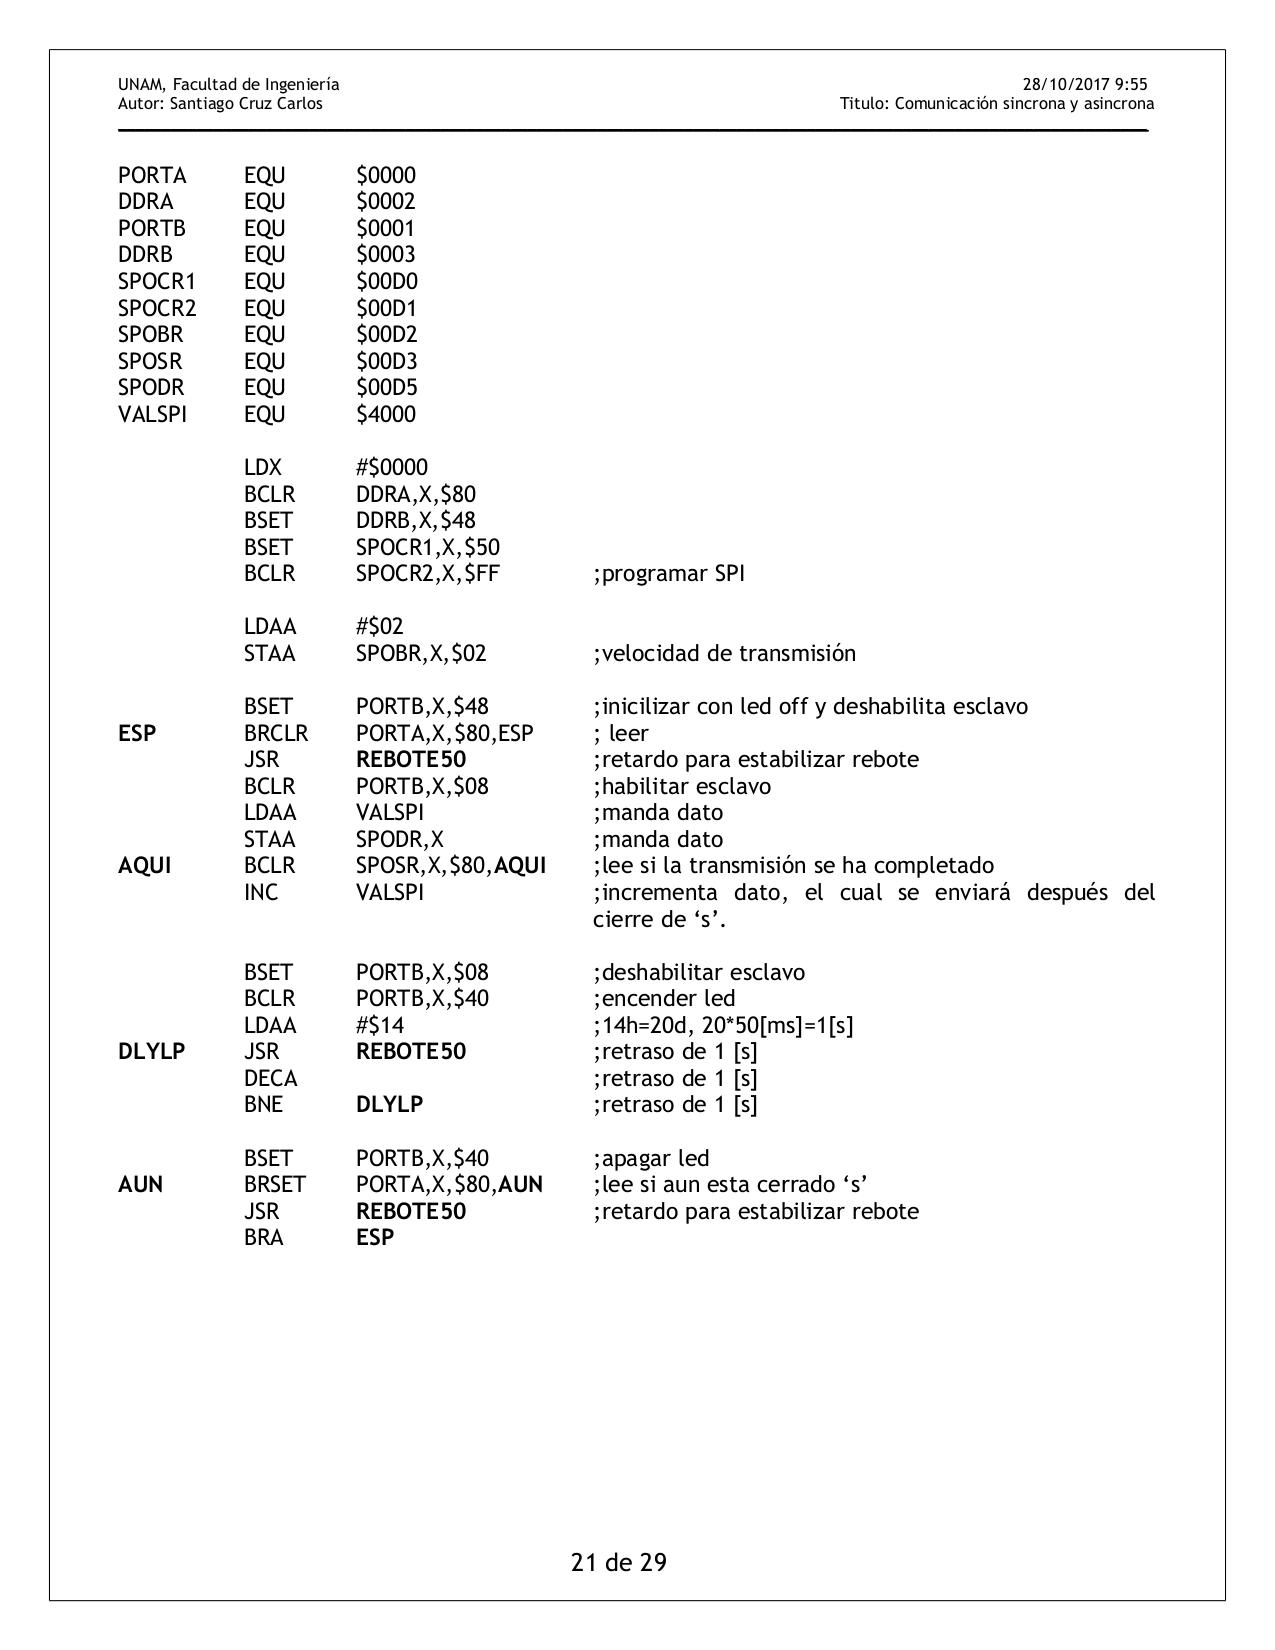 UNAM, Facultad de Ingeniería 28/10/2017 9:55
Autor: Santiago Cruz Carlos Titulo: Comunicación sincrona y asincrona
PORTA EQU $0000
DDRA EQU $0002
PORTB EQU $0001
DDRB EQU $0003
SPOCR1 EQU $00D0
SPOCR2 EQU $00D1
SPOBR EQU $00D2
SPOSR EQU $00D3
SPODR EQU $00D5
VALSPI EQU $4000
LDX #$0000
BCLR DDRA,X,$80
BSET DDRB,X,$48
BSET SPOCR1,X,$50
BCLR SPOCR2,X,$FF ;programar SPI
LDAA #$02
STAA SPOBR,X,$02 ;velocidad de transmisión
BSET PORTB,X,$48 ;inicilizar con led off y deshabilita esclavo
ESP BRCLR PORTA,X,$80,ESP ; leer
JSR REBOTE50 ;retardo para estabilizar rebote
BCLR PORTB,X,$08 ;habilitar esclavo
LDAA VALSPI ;manda dato
STAA SPODR,X ;manda dato
AQUI BCLR SPOSR,X,$80,AQUI ;lee si la transmisión se ha completado
INC VALSPI ;incrementa dato, el cual se enviará después del
cierre de ‘s’.
BSET PORTB,X,$08 ;deshabilitar esclavo
BCLR PORTB,X,$40 ;encender led
LDAA #$14 ;14h=20d, 20*50[ms]=1[s]
DLYLP JSR REBOTE50 ;retraso de 1 [s]
DECA ;retraso de 1 [s]
BNE DLYLP ;retraso de 1 [s]
BSET PORTB,X,$40 ;apagar led
AUN BRSET PORTA,X,$80,AUN ;lee si aun esta cerrado ‘s’
JSR REBOTE50 ;retardo para estabilizar rebote
BRA ESP
21 de 29